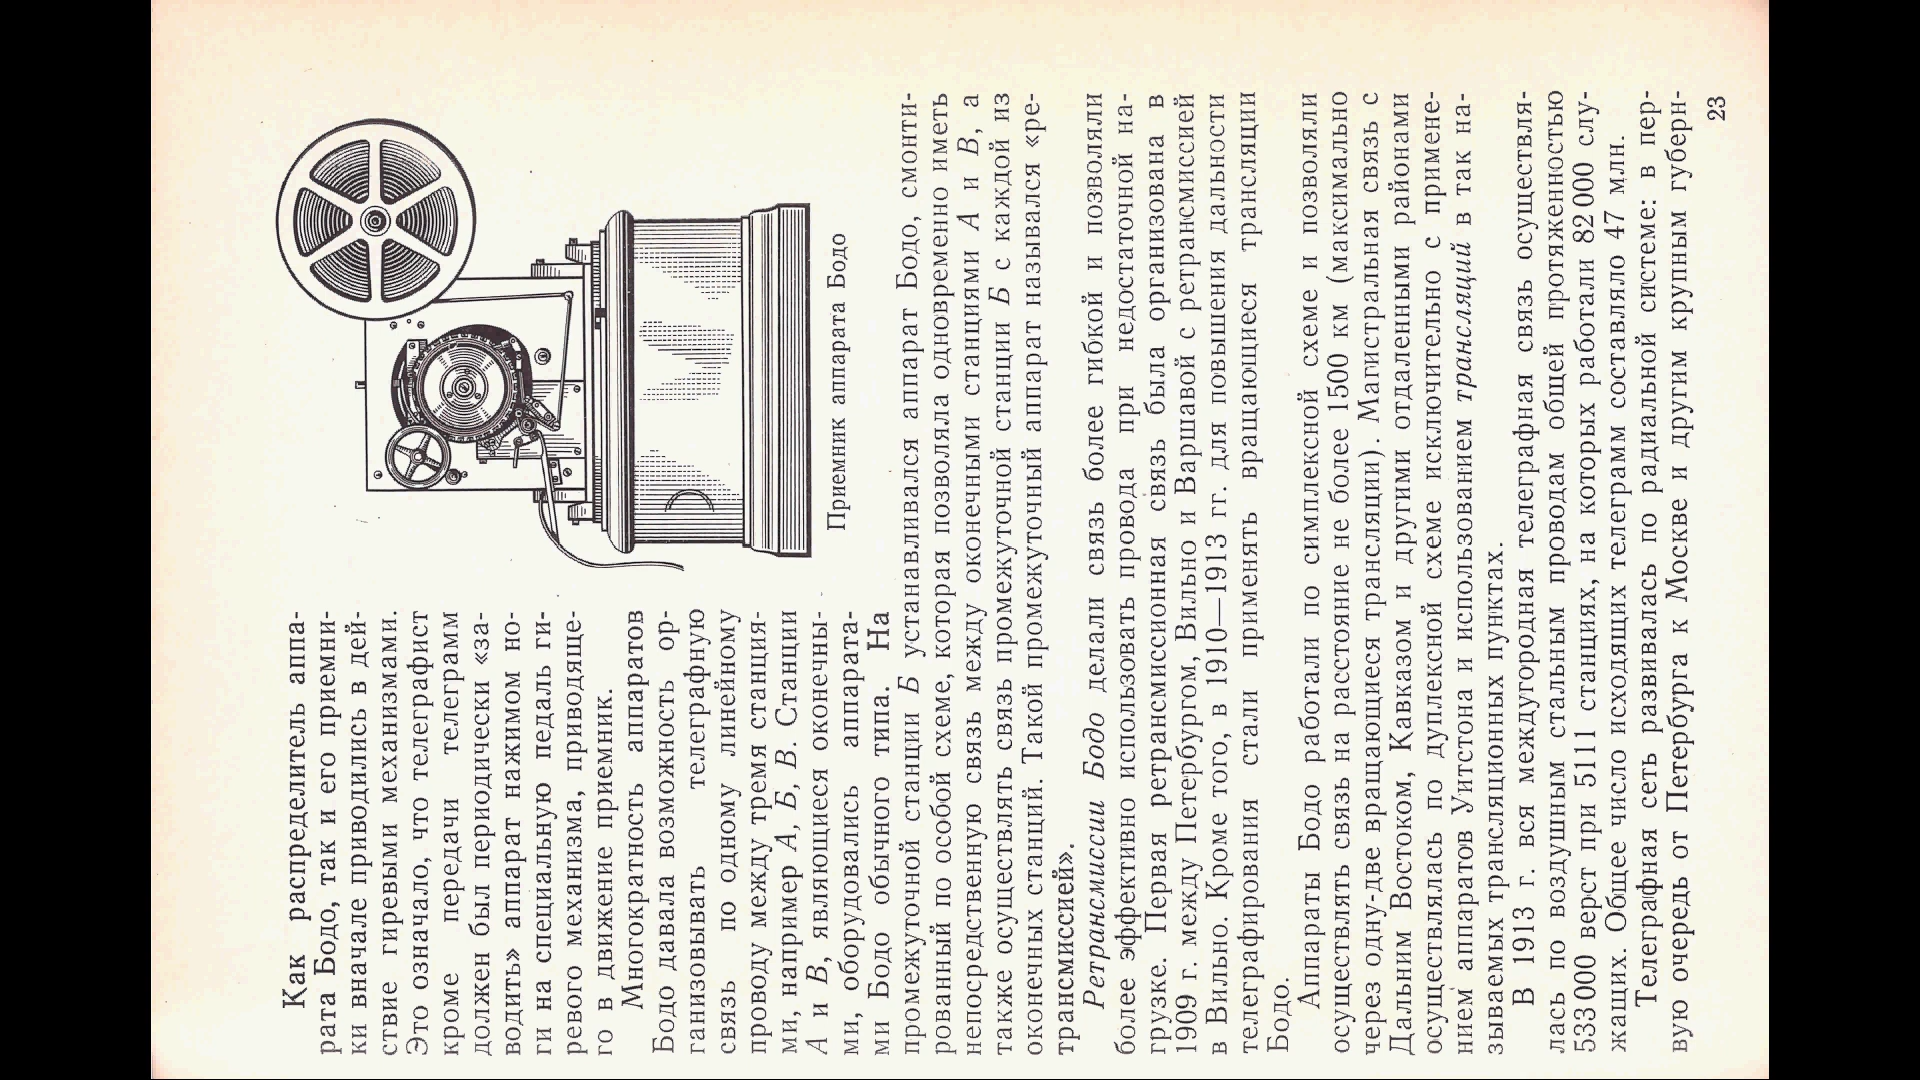 Как распределитель аппа-
рата Бодо, так и его приемни-
ки вначале приводились в дей-
ствие гиревыми механизмами.
Это означало, что телеграфист
кроме передачи телеграмм
должен был периодически «за-
водить» аппарат нажимом но-
ги на специальную педаль ги-
ревого механизма, приводяще-
го в движение приемник.
Многократность аппаратов
Бодо давала возможность ор-
ганизовывать телеграфную
связь по одному линейному
проводу между тремя станция-
ми, например А, Б, В. Станции
А и В, являющиеся оконечны-
ми, оборудовались аппарата-
ми Бодо обычного типа. На
Приемник аппарата Бодо
промежуточной станции Б устанавливался аппарат Бодо, смонти-
рованный по особой схеме, которая позволяла одновременно иметь
непосредственную связь между оконечными станциями А и В, а
также осуществлять связь промежуточной станции Б с каждой из
оконечных станций. Такой промежуточный аппарат назывался «ре-
трансмиссией».
Ретрансмиссии Бодо делали связь более гибкой и позволяли
более эффективно использовать провода при недостаточной на-
грузке. Первая ретрансмиссионная связь была организована в
1909 г. между Петербургом, Вильно и Варшавой с ретрансмиссией
в Вильно. Кроме того, в 1910—1913 гг. для повышения дальности
телеграфирования стали применять вращающиеся трансляции
Бодо.
Аппараты Бодо работали по симплексной схеме и позволяли
осуществлять связь на расстояние не более 1500 км (максимально
через одну-две вращающиеся трансляции). Магистральная связь с
Дальним Востоком, Кавказом и другими отдаленными районами
осуществлялась по дуплексной схеме исключительно с примене-
нием аппаратов Уитстона и использованием трансляций в так на-
зываемых трансляционных пунктах.
В 1913 г. вся междугородная телеграфная связь осуществля-
лась по воздушным стальным проводам общей протяженностью
533 000 верст при 5111 станциях, на которых работали 82 000 слу-
жащих. Общее число исходящих телеграмм составляло 47 млн.
Телеграфная сеть развивалась по радиальной системе: в пер-
вую очередь от Петербурга к Москве и другим крупным губерн-
23